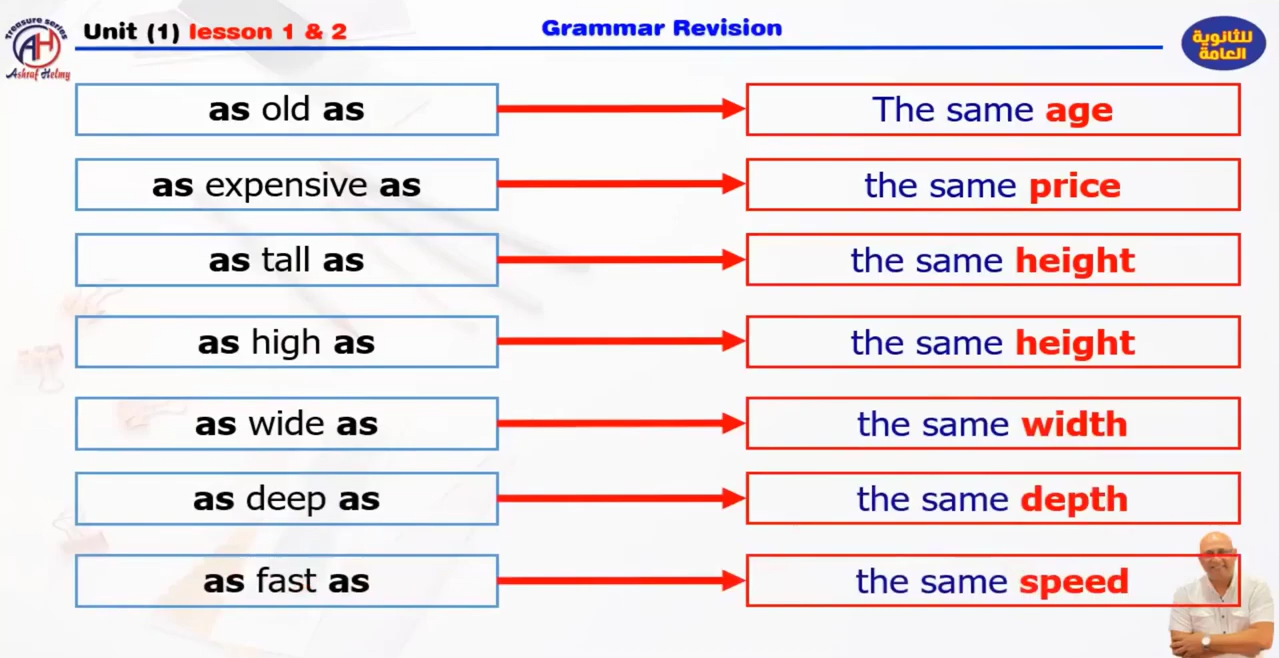 Treasure series
AH
Ashraf Helmy
Unit (1) lesson 1 & 2
Grammar Revision
للثانوية
العامة
as old as
The same age
as expensive as
the same price
as tall as
the same height
as high as
the same height
as wide as
the same width
as deep as
the same depth
as fast as
the same speed